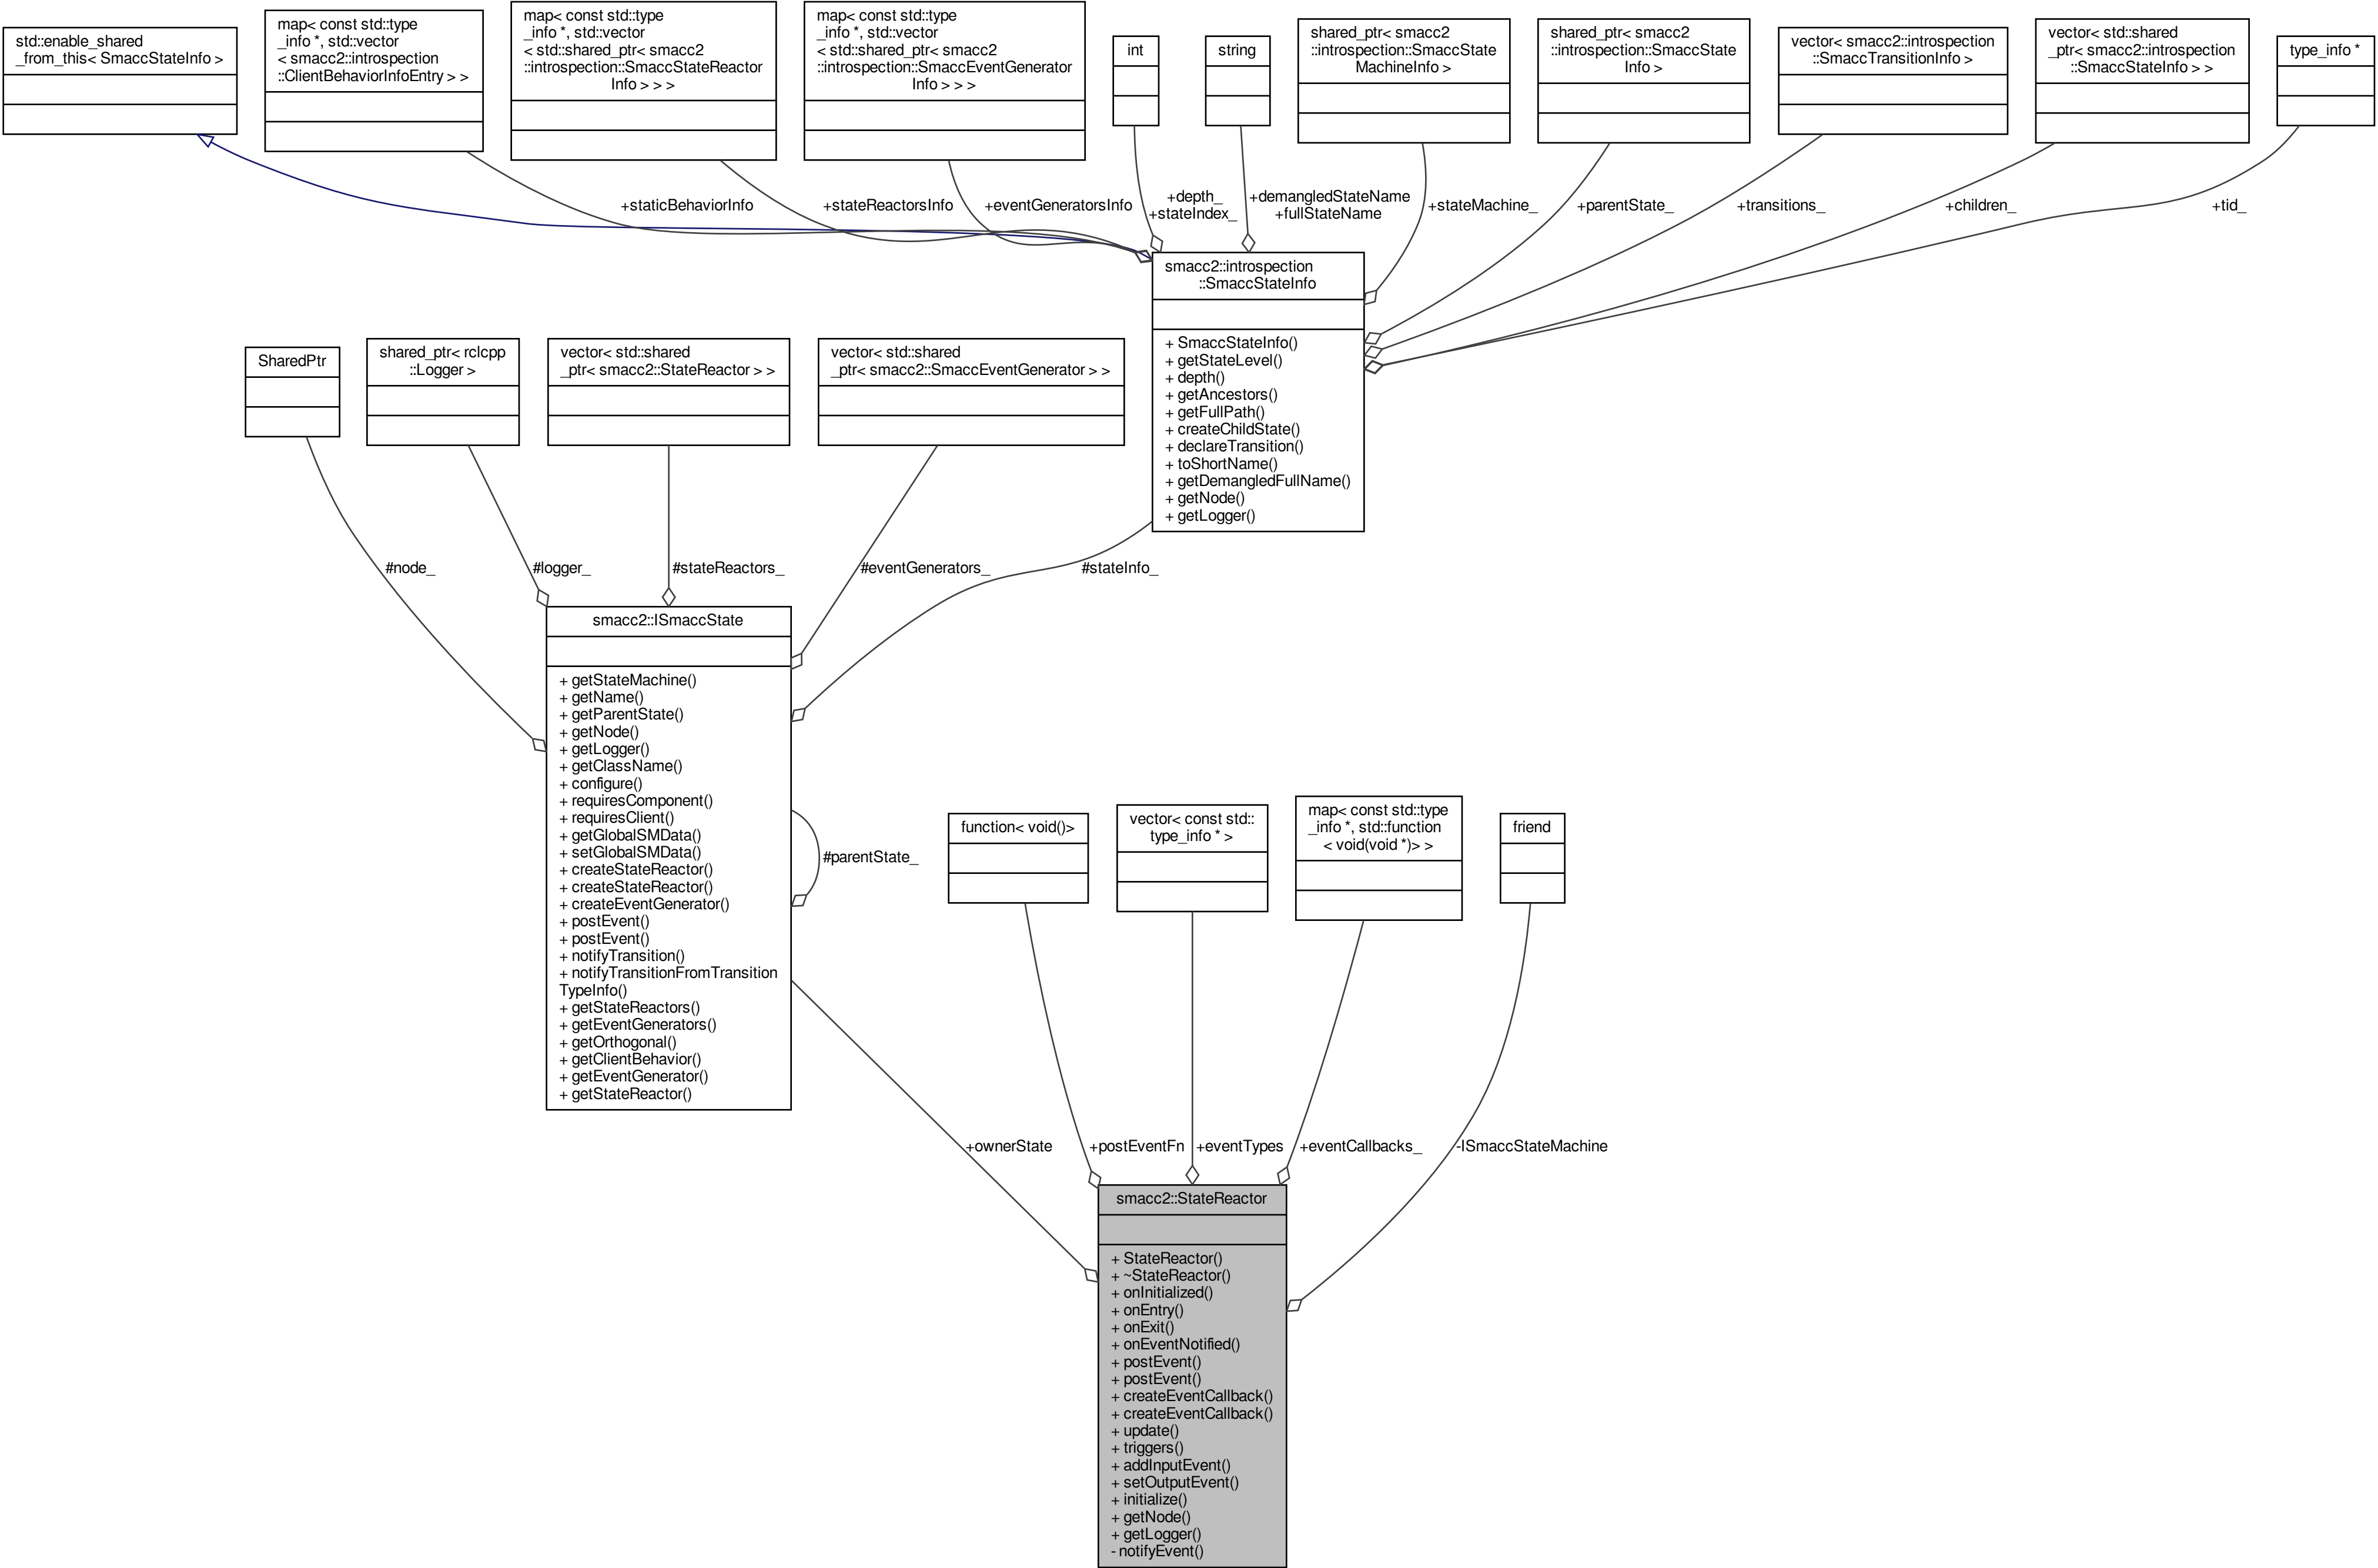 std::enable_shared
_from_this< SmaccStateInfo >
map< const std::type
_info *, std::vector
< smacc2::introspection
::ClientBehaviorInfoEntry > >
map< const std::type
_info *, std::vector
< std::shared_ptr< smacc2
::introspection::SmaccStateReactor
Info > > >
map< const std::type
_info *, std::vector
< std::shared_ptr< smacc2
::introspection::SmaccEventGenerator
Info > > >
int
string
shared_ptr< smacc2
::introspection::SmaccState
MachineInfo >
shared_ptr< smacc2
::introspection::SmaccState
Info >
vector< smacc2::introspection
::SmaccTransitionInfo >
vector< std::shared
_ptr< smacc2::introspection
::SmaccStateInfo > >
type_info *
+staticBehaviorInfo
+stateReactorsInfo
+eventGeneratorsInfo
+depth_
+stateIndex_
+demangledStateName
+fullStateName
+stateMachine_
+parentState_
+transitions_
+children_
+tid_
smacc2::introspection
::SmaccStateInfo
+ SmaccStateInfo()
+ getStateLevel()
+ depth()
+ getAncestors()
+ getFullPath()
+ createChildState()
+ declareTransition()
+ toShortName()
+ getDemangledFullName()
+ getNode()
+ getLogger()
SharedPtr
shared_ptr< rclcpp
::Logger >
vector< std::shared
_ptr< smacc2::StateReactor > >
vector< std::shared
_ptr< smacc2::SmaccEventGenerator > >
#node_
#logger_
#stateReactors_
#eventGenerators_
#stateInfo_
smacc2::ISmaccState
+ getStateMachine()
+ getName()
+ getParentState()
+ getNode()
+ getLogger()
+ getClassName()
+ configure()
+ requiresComponent()
+ requiresClient()
+ getGlobalSMData()
+ setGlobalSMData()
+ createStateReactor()
+ createStateReactor()
+ createEventGenerator()
+ postEvent()
+ postEvent()
+ notifyTransition()
+ notifyTransitionFromTransition
TypeInfo()
+ getStateReactors()
+ getEventGenerators()
+ getOrthogonal()
+ getClientBehavior()
+ getEventGenerator()
+ getStateReactor()
#parentState_
function< void()>
vector< const std::
type_info * >
map< const std::type
_info *, std::function
< void(void *)> >
friend
+ownerState
+postEventFn
+eventTypes
+eventCallbacks_
-ISmaccStateMachine
smacc2::StateReactor
+ StateReactor()
+ ~StateReactor()
+ onInitialized()
+ onEntry()
+ onExit()
+ onEventNotified()
+ postEvent()
+ postEvent()
+ createEventCallback()
+ createEventCallback()
+ update()
+ triggers()
+ addInputEvent()
+ setOutputEvent()
+ initialize()
+ getNode()
+ getLogger()
- notifyEvent()